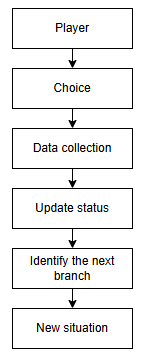 Player
Choice
Data collection
Update status
Identify the next
branch
New situation